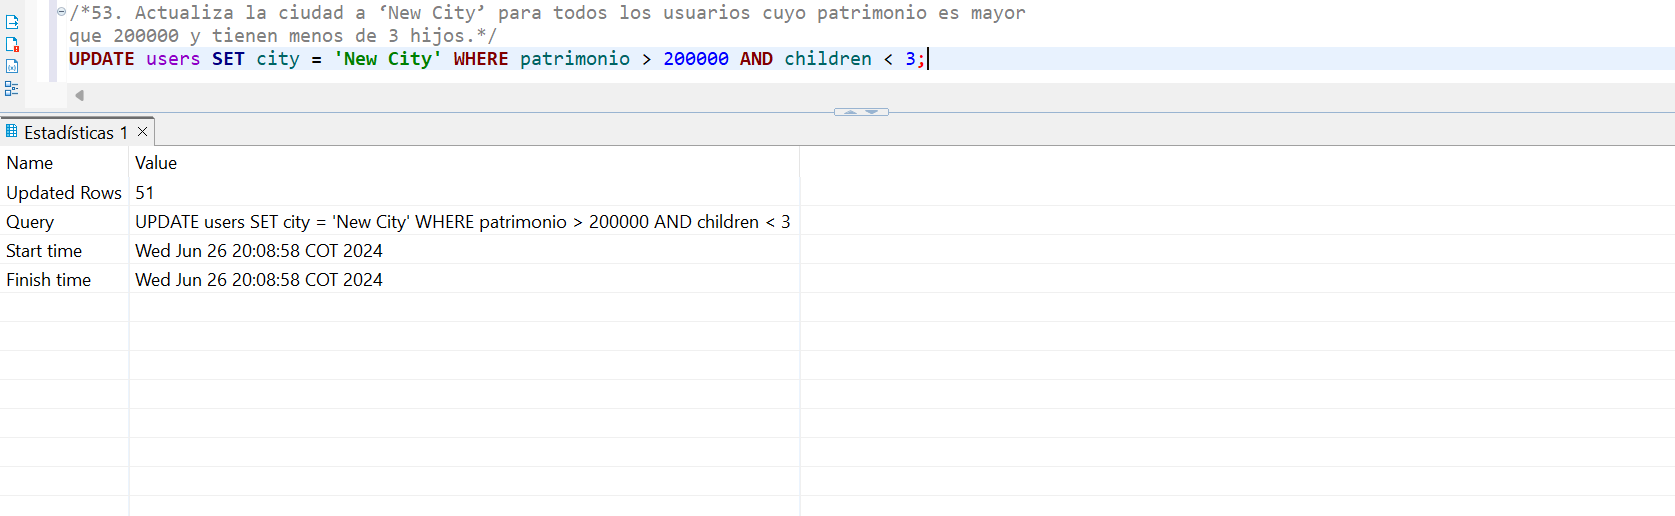 /*53. Actualiza la ciudad a ‘New City’ para todos los usuarios cuyo patrimonio es mayor
que 200000 y tienen menos de 3 hijos.*/
UPDATE users SET city = 'New City' WHERE patrimonio > 200000 AND children < 3;
Estadísticas 1
Name Value
Updated Rows 51
Query UPDATE users SET city = 'New City' WHERE patrimonio > 200000 AND children < 3
Start time Wed Jun 26 20:08:58 COT 2024
Finish time Wed Jun 26 20:08:58 COT 2024